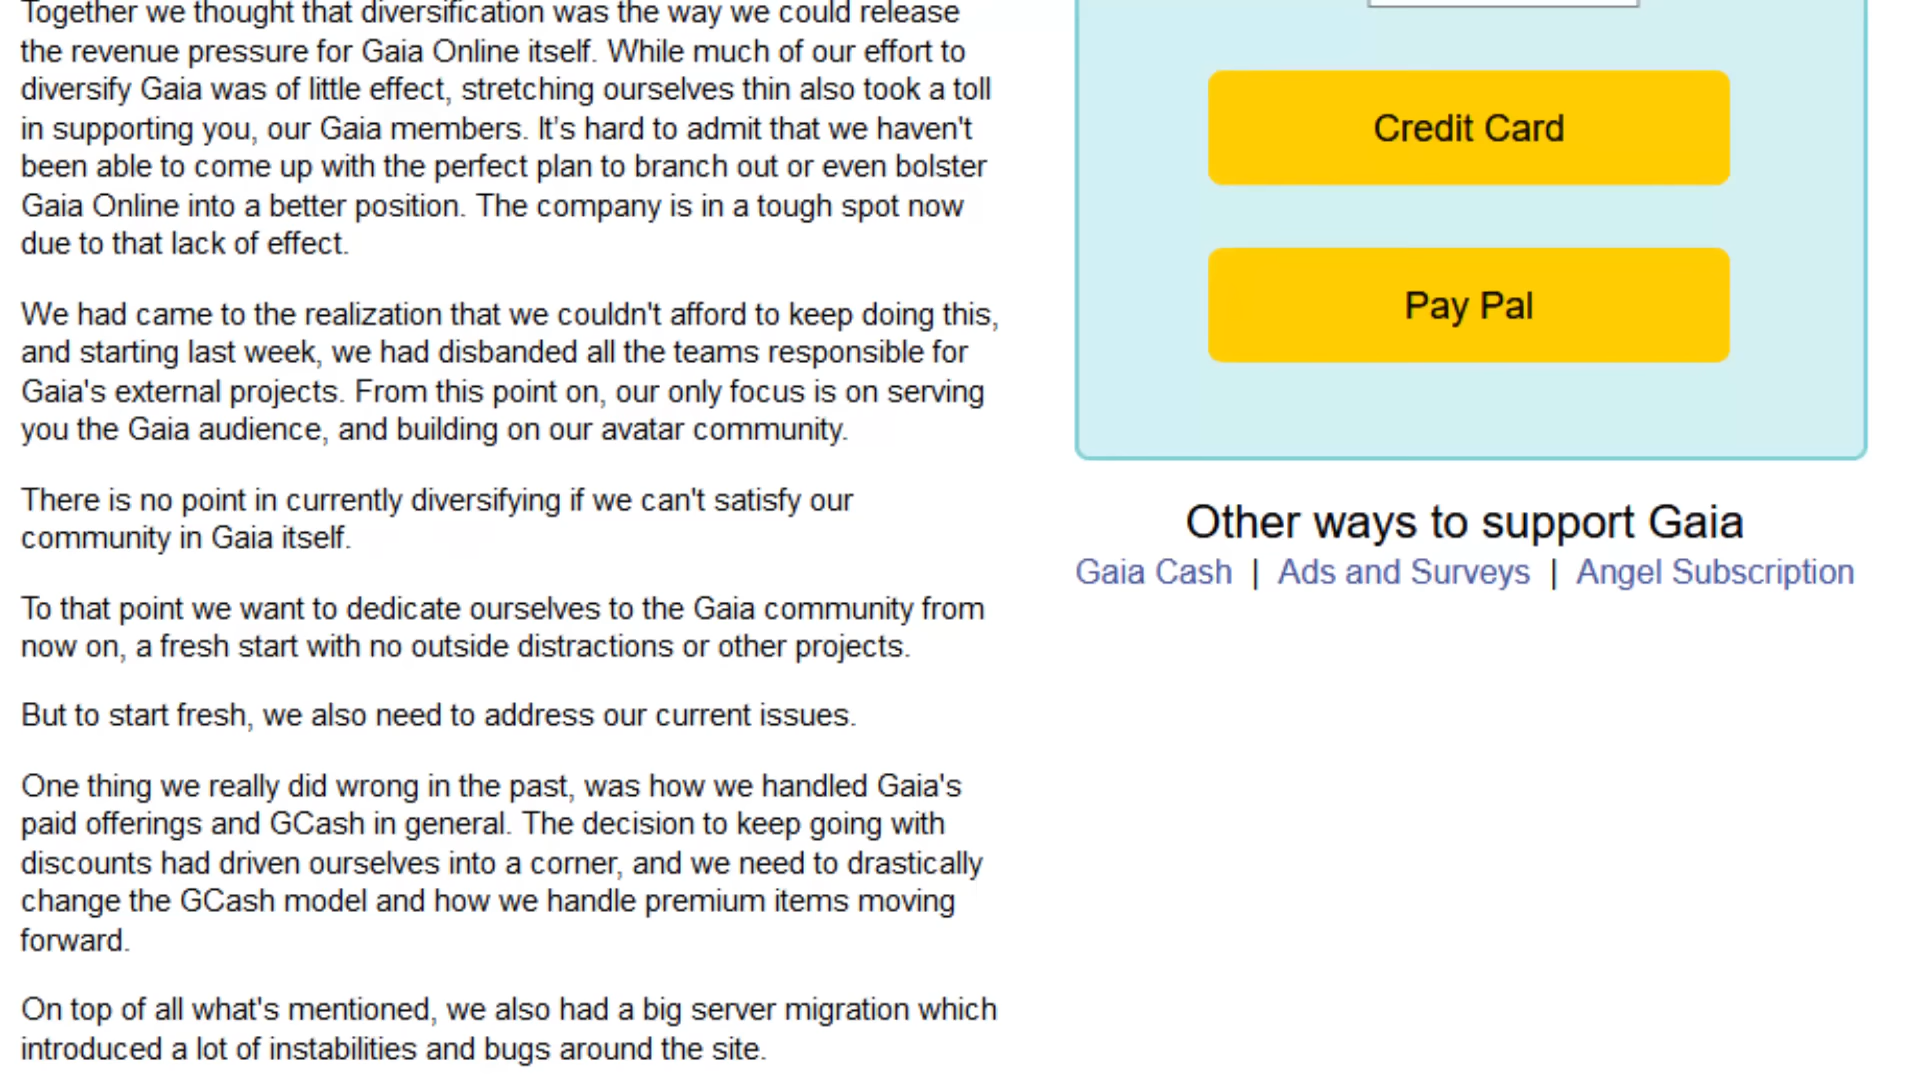 Together we thought that diversification was the way we could release
the revenue pressure for Gaia Online itself. While much of our effort to
diversify Gaia was of little effect, stretching ourselves thin also took a toll
in supporting you, our Gaia members. It's hard to admit that we haven't
been able to come up with the perfect plan to branch out or even bolster
Gaia Online into a better position. The company is in a tough spot now
due to that lack of effect.
We had came to the realization that we couldn't afford to keep doing this,
and starting last week, we had disbanded all the teams responsible for
Gaia's external projects. From this point on, our only focus is on serving
you the Gaia audience, and building on our avatar community.
There is no point in currently diversifying if we can't satisfy our
community in Gaia itself.
To that point we want to dedicate ourselves to the Gaia community from
now on, a fresh start with no outside distractions or other projects.
But to start fresh, we also need to address our current issues.
One thing we really did wrong in the past, was how we handled Gaia's
paid offerings and GCash in general. The decision to keep going with
discounts had driven ourselves into a corner, and we need to drastically
change the GCash model and how we handle premium items moving
forward.
On top of all what's mentioned, we also had a big server migration which
introduced a lot of instabilities and bugs around the site.
Credit Card
Pay Pal
Other ways to support Gaia
Gaia Cash | Ads and Surveys | Angel Subscription